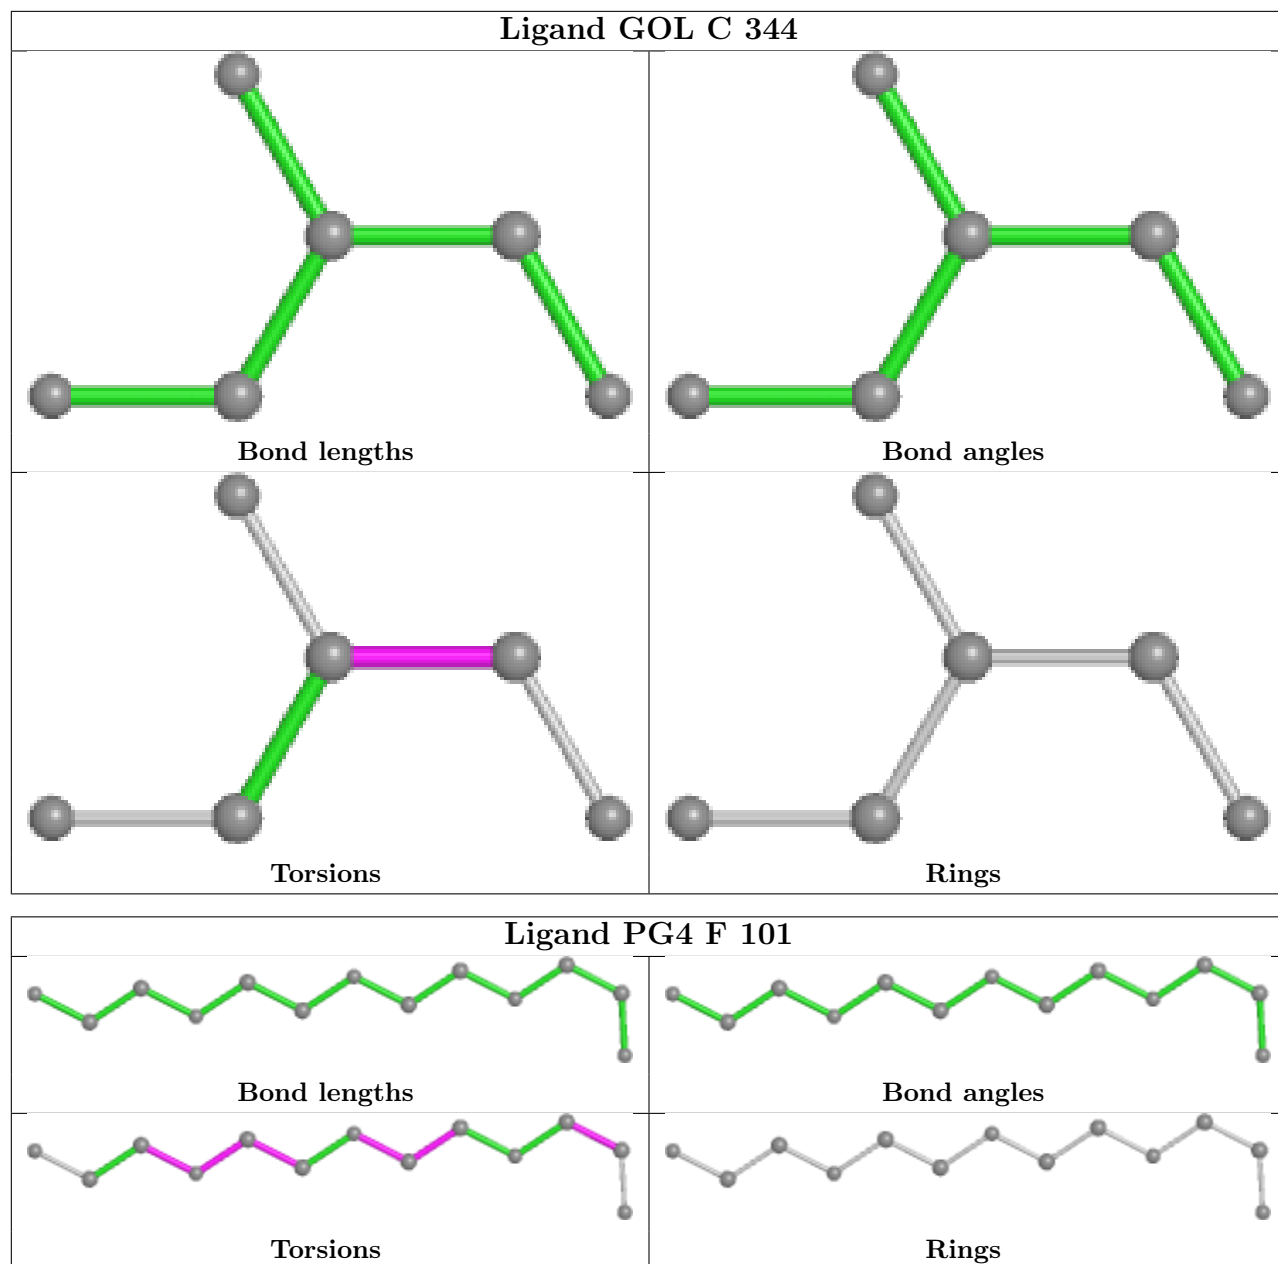 Ligand GOL C 344
Bond lengths
Bond angles
Torsions
Rings
Ligand PG4 F 101
Bond lengths
Bond angles
Torsions
Rings